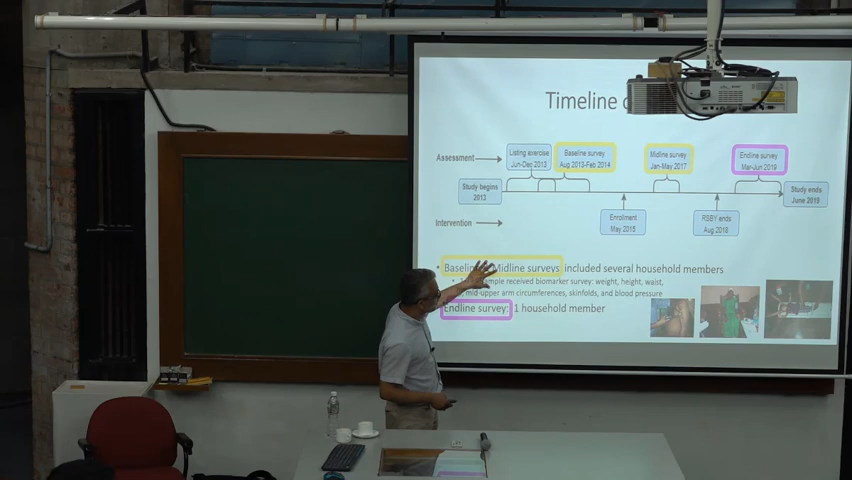 Timeline
Assessment
Listing exercise
Jun-Dec 2013
Baseline survey
Aug 2013-Feb 2014
Midline survey
Jan-May 2017
Endline survey
Mar-Jun 2019
Study begins
2013
Study ends
June 2019
Intervention
Enrollment
May 2015
RSBY ends
Aug 2018
• Baseline Midline surveys included several household members
received biomarker survey: weight, height, waist,
mid-upper arm circumferences, skinfolds, and blood pressure
Endline survey: 1 household member